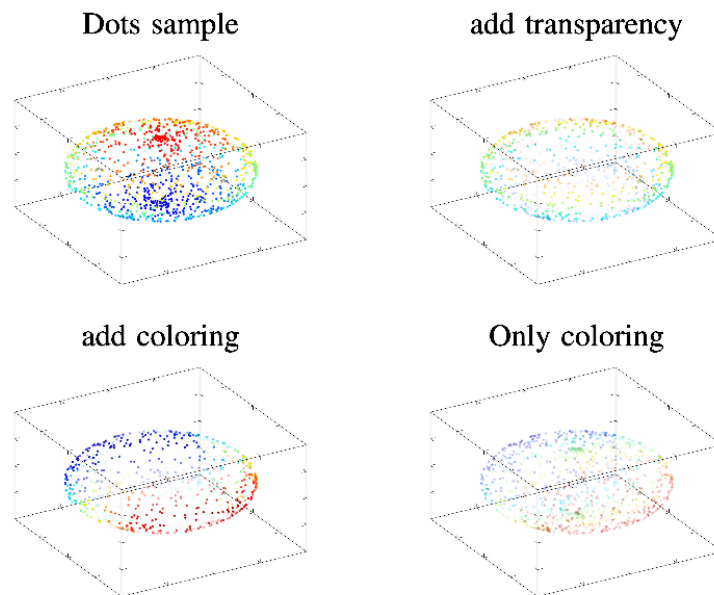 Dots sample
add transparency
add coloring
Only coloring